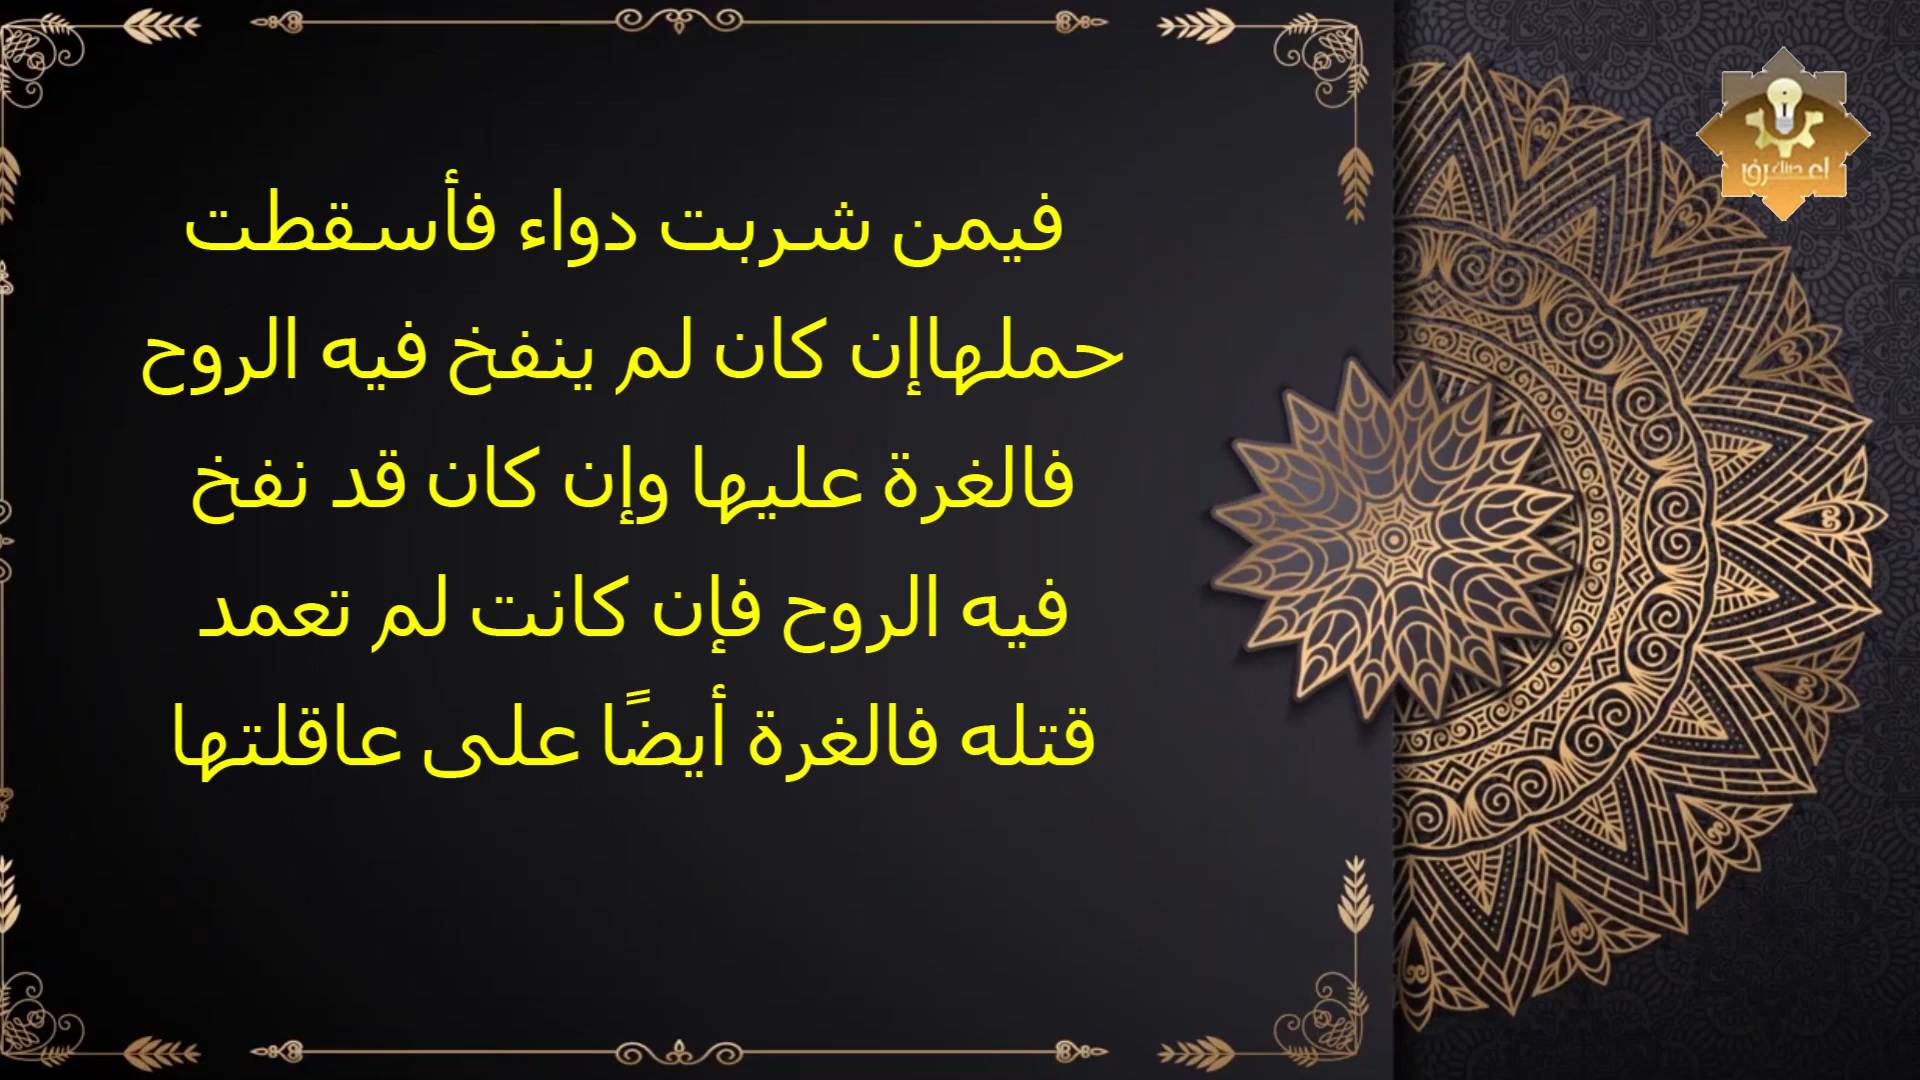 فيمن شربت دواء فأسقطت
حملهاإن كان لم ينفخ فيه الروح
فالغرة عليها وإن كان قد نفخ
فيه الروح فإن كانت لم تعمد
قتله فالغرة أيضًا على عاقلتها